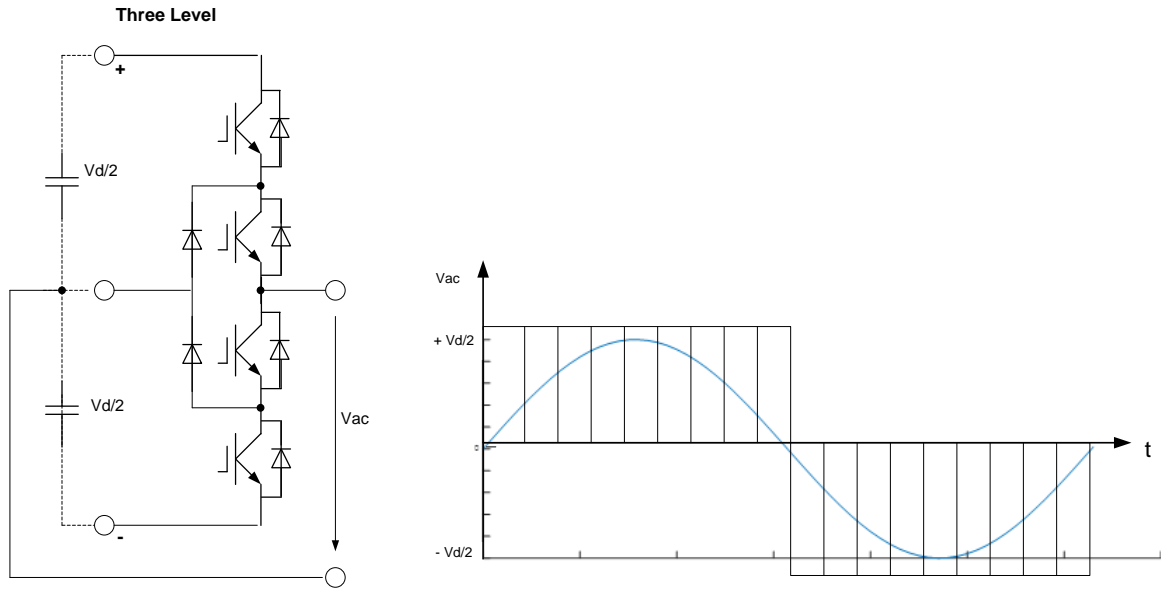 Three Level
+
Vd/2
Vd/2
-
Vac
Vac
+ Vd/2
0
- Vd/2
t